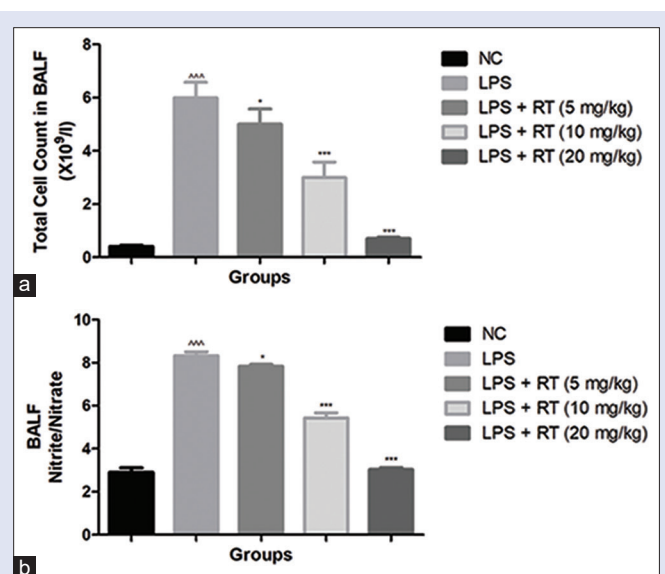 8
6
4
2
0
Total Cell Count in BALF
(X10⁹/l)
^^^
*
***
***
Groups
NC
LPS
LPS + RT (5 mg/kg)
LPS + RT (10 mg/kg)
LPS + RT (20 mg/kg)
a
10
8
6
4
2
0
BALF
Nitrite/Nitrate
^^^
*
***
***
Groups
NC
LPS
LPS + RT (5 mg/kg)
LPS + RT (10 mg/kg)
LPS + RT (20 mg/kg)
b